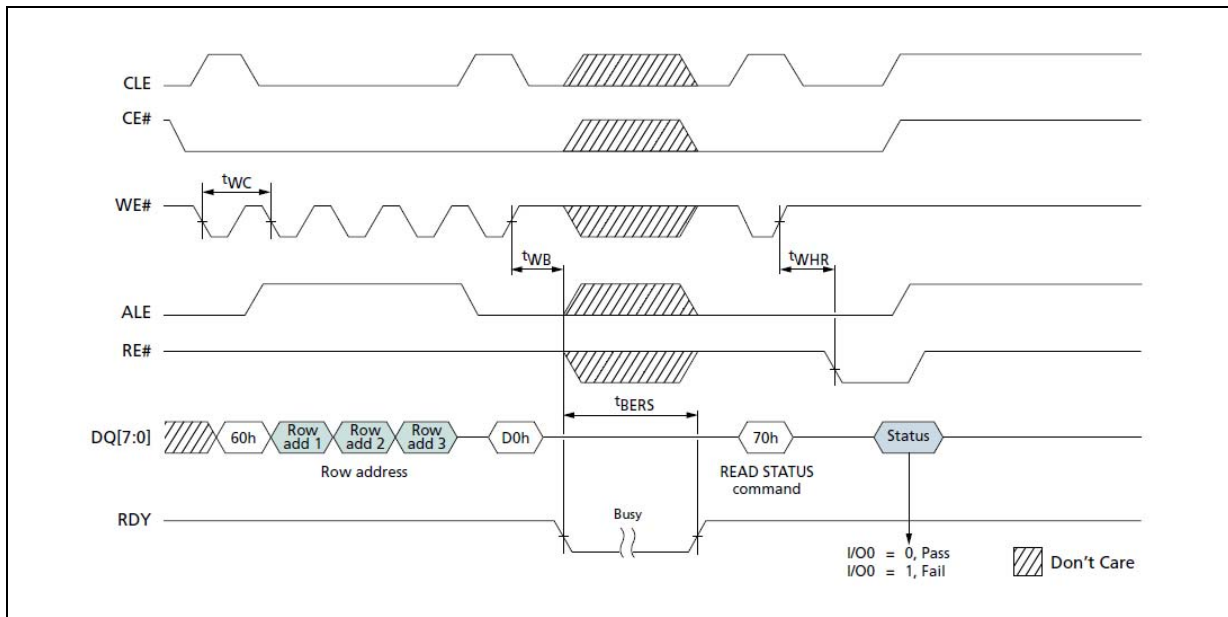 CLE
CE#
tWC
WE#
tWB
tWHR
ALE
RE#
tBERS
DQ[7:0]
60h
Row add 1
Row add 2
Row add 3
D0h
70h
Status
Row address
READ STATUS
command
RDY
Busy
I/O0 = 0, Pass
I/O0 = 1, Fail
Don't Care